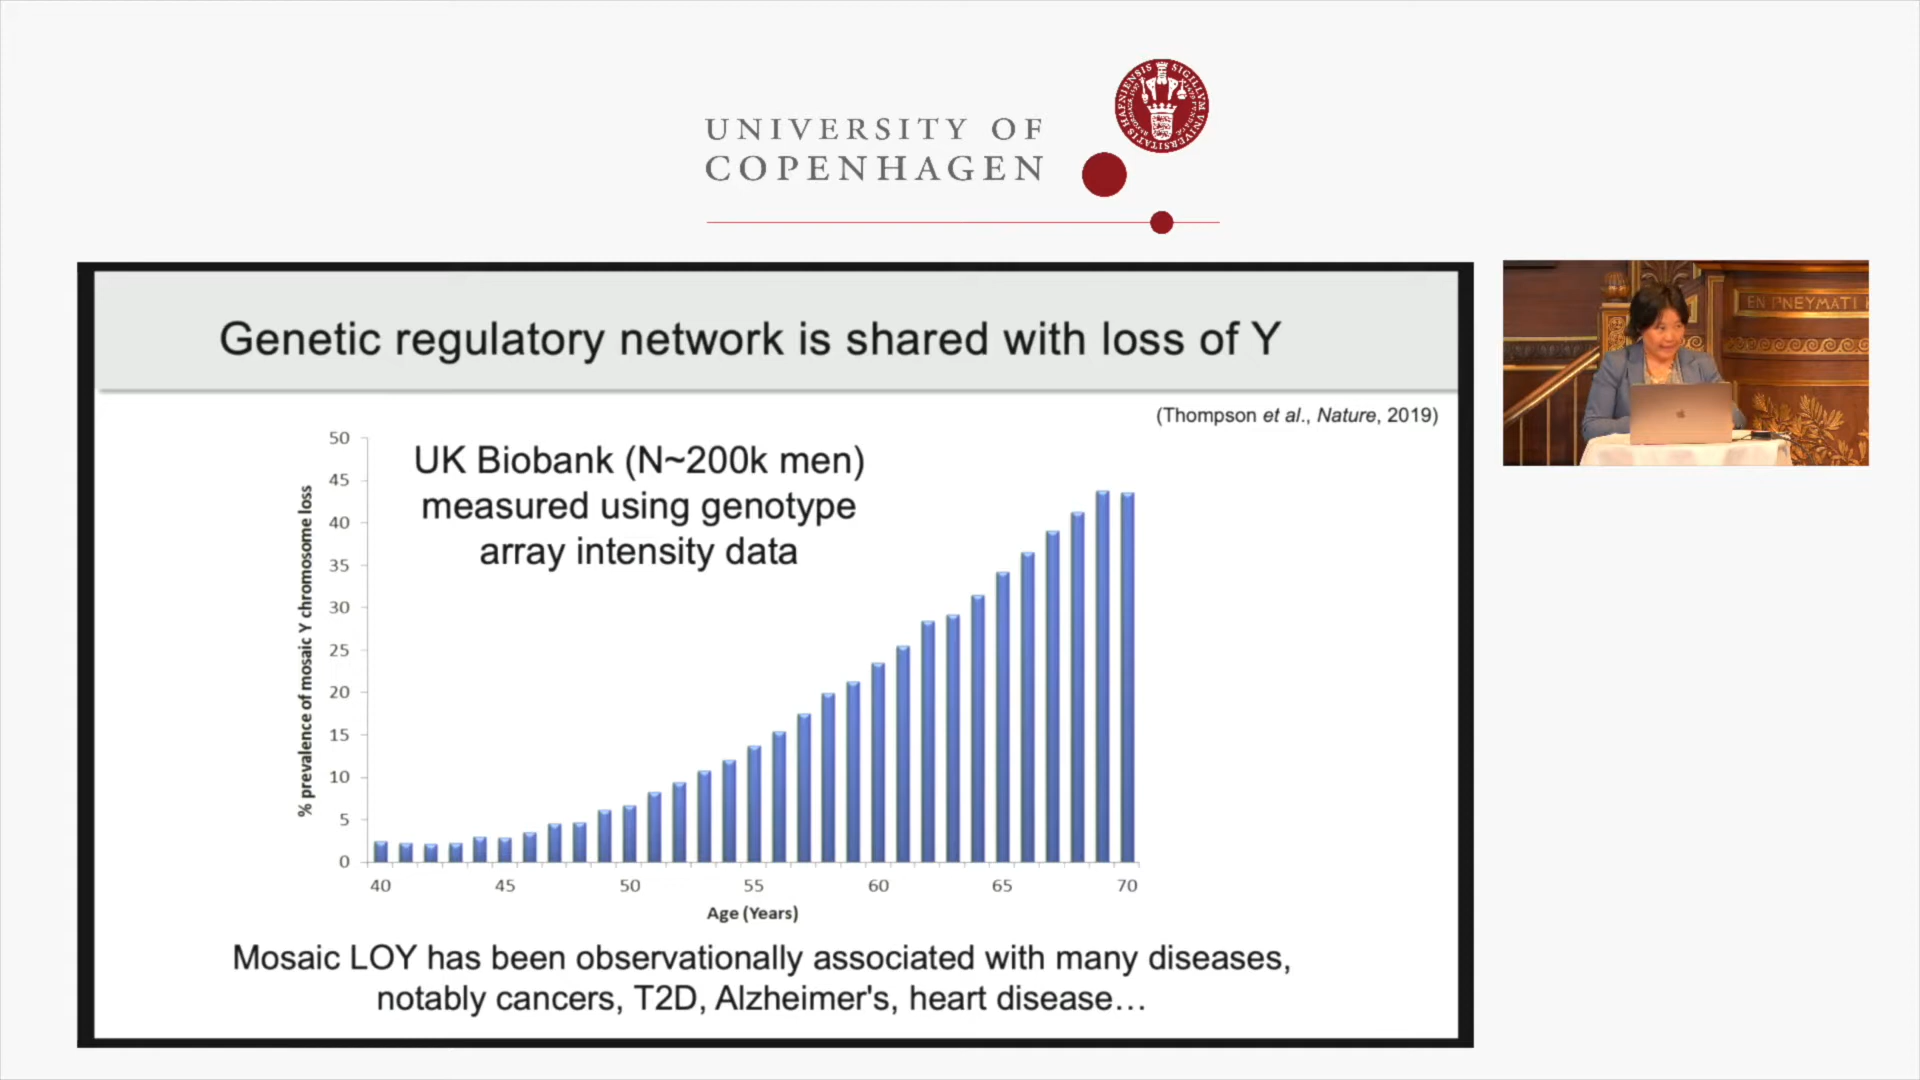 UNIVERSITY OF
COPENHAGEN
Genetic regulatory network is shared with loss of Y
(Thompson et al., Nature, 2019)
UK Biobank (N~200k men)
measured using genotype
array intensity data
% prevalence of mosaic Y chromosome loss
50
45
40
35
30
25
20
15
10
5
0
40 45 50 55 60 65 70
Age (Years)
Mosaic LOY has been observationally associated with many diseases,
notably cancers, T2D, Alzheimer's, heart disease…
EN PNEYMATI